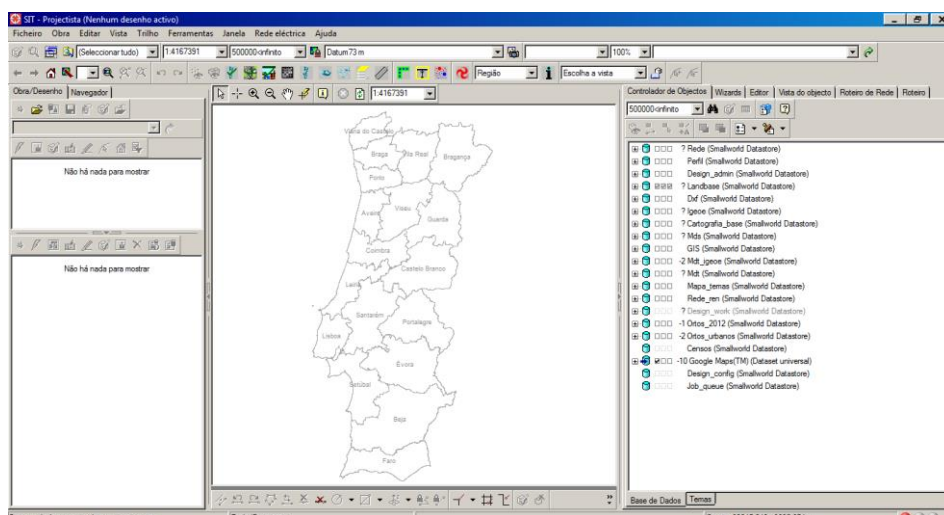 SIT - Projectista (Nenhum desenho activo)
Ficheiro Obra Editar Vista Trilho Ferramentas Janela Rede eléctrica Ajuda
(Seleccionar tudo) 1:4167391 500000-infinito Datum73 m 100%
Região Escolha a vista
Obra/Desenho Navegador
1:4167391
Controlador de Objectos Wizards Editor Vista do objecto Roteiro de Rede Roteiro
500000-infinito
Não há nada para mostrar
Não há nada para mostrar
Viana do Castelo
Braga
Vila Real
Bragança
Porto
Aveiro
Viseu
Guarda
Coimbra
Castelo Branco
Leiria
Santarém
Portalegre
Lisboa
Évora
Setúbal
Beja
Faro
? Rede (Smallworld Datastore)
Perfil (Smallworld Datastore)
Design_admin (Smallworld Datastore)
? Landbase (Smallworld Datastore)
Dxf (Smallworld Datastore)
? Igeoe (Smallworld Datastore)
? Cartografia_base (Smallworld Datastore)
? Mds (Smallworld Datastore)
GIS (Smallworld Datastore)
-2 Mdt_igeoe (Smallworld Datastore)
? Mdt (Smallworld Datastore)
Mapa_temas (Smallworld Datastore)
Rede_ren (Smallworld Datastore)
? Design_work (Smallworld Datastore)
-1 Ortos_2012 (Smallworld Datastore)
-2 Ortos_urbanos (Smallworld Datastore)
Censos (Smallworld Datastore)
-10 Google Maps(TM) (Dataset universal)
Design_config (Smallworld Datastore)
Job_queue (Smallworld Datastore)
Base de Dados Temas